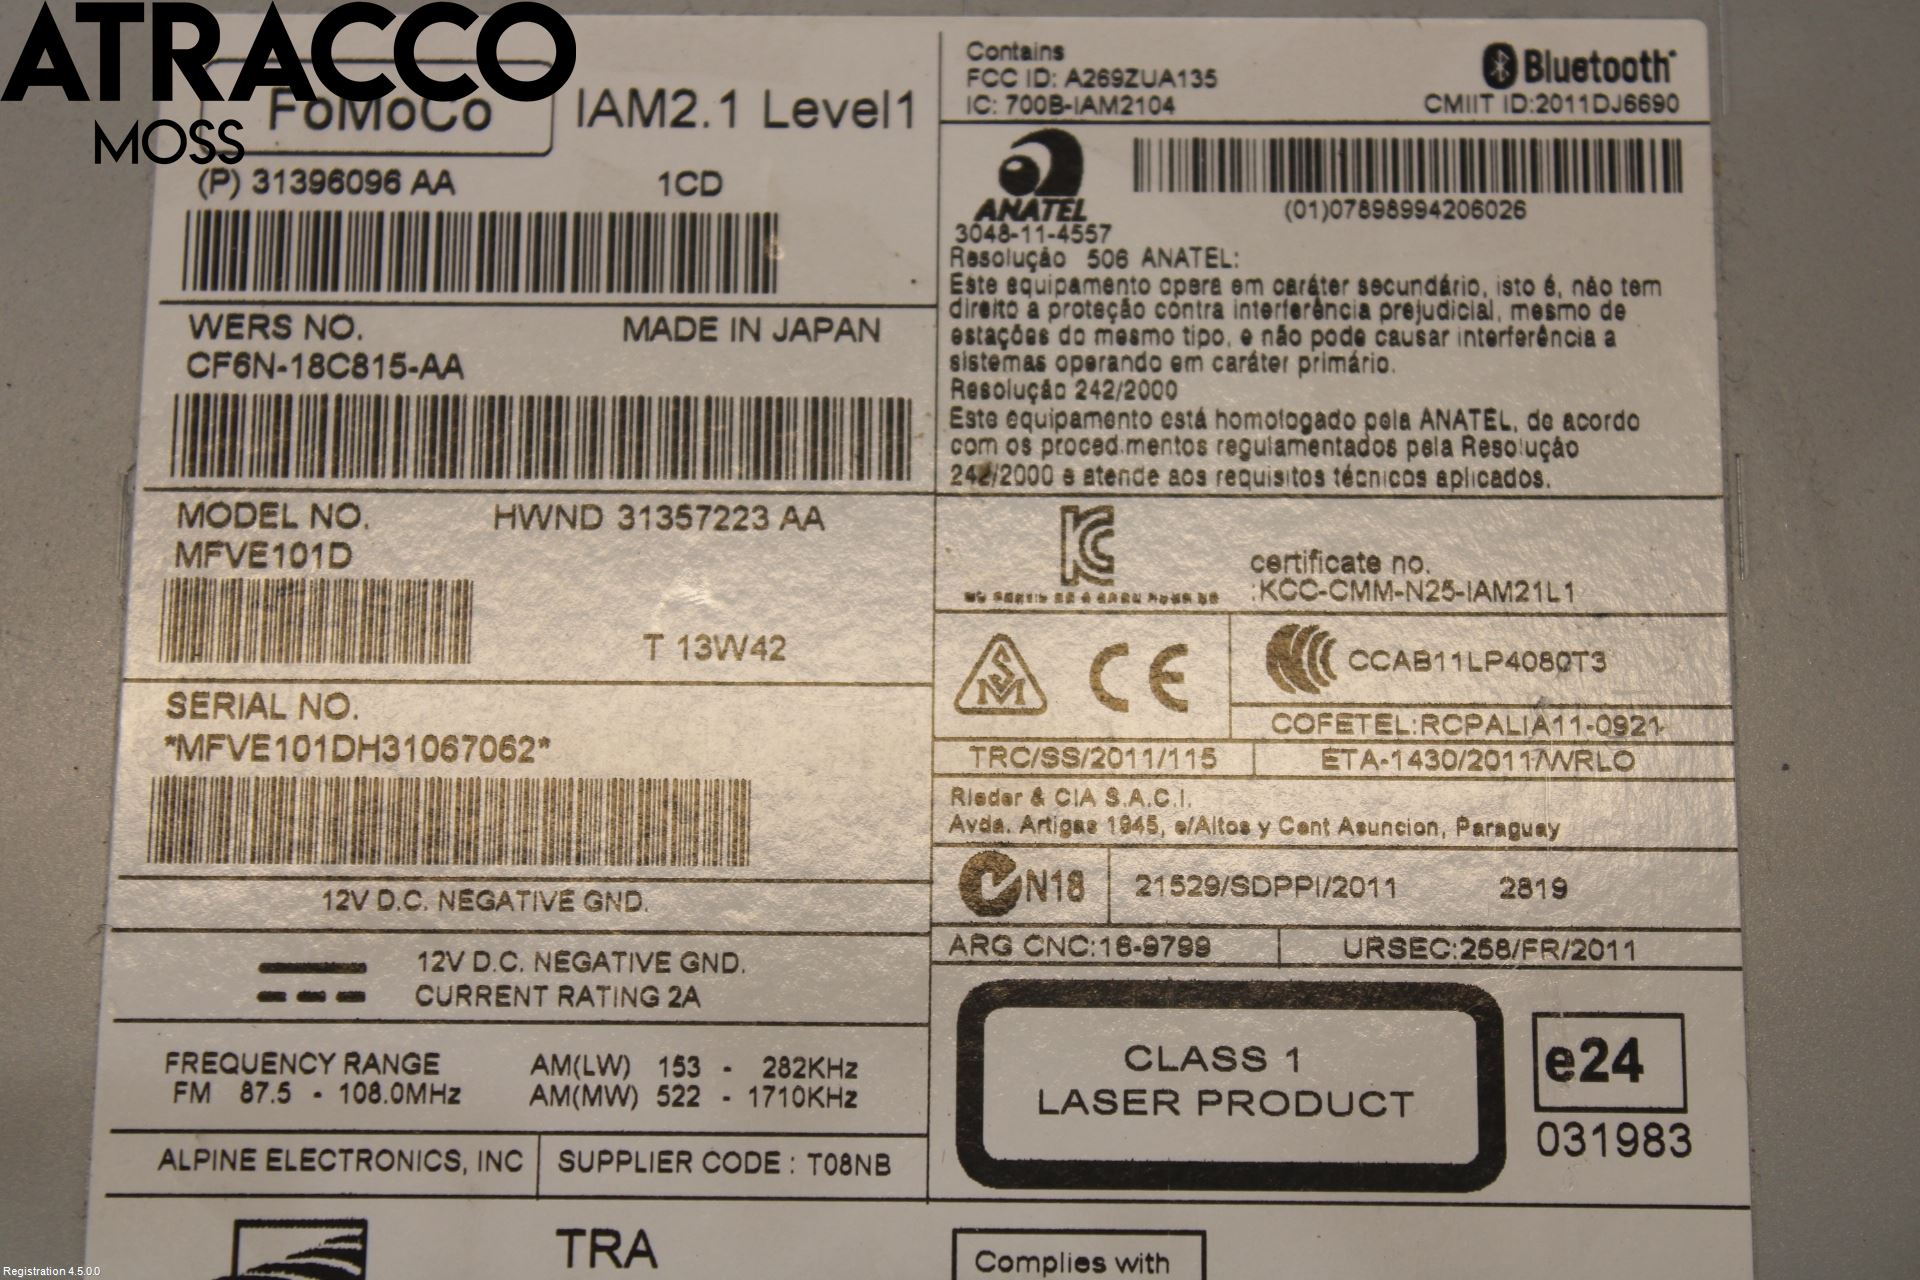 ATRACCO
MOSS
FoMoCo
IAM2.1 Level1
(P) 31396096 AA 1CD
WERS NO. MADE IN JAPAN
CF6N-18C815-AA
MODEL NO. HWND 31357223 AA
MFVE101D
T 13W42
SERIAL NO.
*MFVE101DH31067062*
12V D.C. NEGATIVE GND.
12V D.C. NEGATIVE GND.
CURRENT RATING 2A
FREQUENCY RANGE AM(LW) 153 - 282KHz
FM 87.5 - 108.0MHz AM(MW) 522 - 1710KHz
ALPINE ELECTRONICS, INC SUPPLIER CODE : T08NB
TRA
Contains
FCC ID: A269ZUA135
IC: 700B-IAM2104
Bluetooth
CMIIT ID:2011DJ6690
ANATEL
3048-11-4557
(01)07898994206026
Resolução 506 ANATEL:
Este equipamento opera em caráter secundário, isto é, não tem
direito a proteção contra interferência prejudicial, mesmo de
estações do mesmo tipo, e não pode causar interferência a
sistemas operando em caráter primário.
Resolução 242/2000
Este equipamento está homologado pela ANATEL, de acordo
com os procedimentos regulamentados pela Resolução
242/2000 e atende aos requisitos técnicos aplicados.
certificate no.
:KCC-CMM-N25-IAM21L1
SM
CE
CCAB11LP4080T3
COFETEL:RCPALIA11-0921
TRC/SS/2011/115 ETA-1430/2011/WRLO
Rieder & CIA S.A.C.I.
Avda. Artigas 1945, e/Altos y Cent Asuncion, Paraguay
N18 21529/SDPPI/2011 2819
ARG CNC:16-9799 URSEC:258/FR/2011
CLASS 1
LASER PRODUCT
e24
031983
Complies with
Registration 4.5.0.0